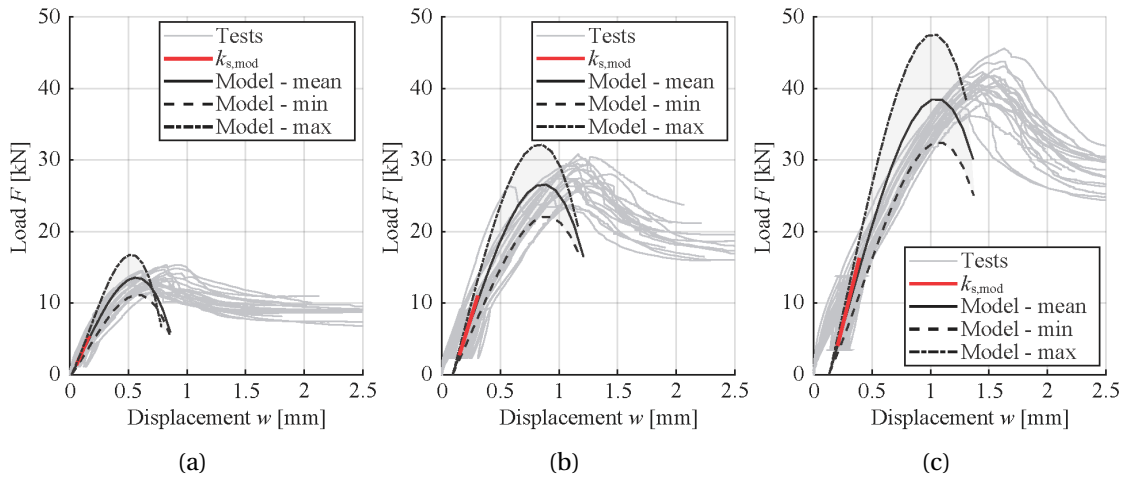 50
40
30
20
10
0
0
0.5
1
1.5
2
2.5
Load F [kN]
Displacement w [mm]
Tests
k_s,mod
Model - mean
Model - min
Model - max
(a)
50
40
30
20
10
0
0
0.5
1
1.5
2
2.5
Load F [kN]
Displacement w [mm]
Tests
k_s,mod
Model - mean
Model - min
Model - max
(b)
50
40
30
20
10
0
0
0.5
1
1.5
2
2.5
Load F [kN]
Displacement w [mm]
Tests
k_s,mod
Model - mean
Model - min
Model - max
(c)